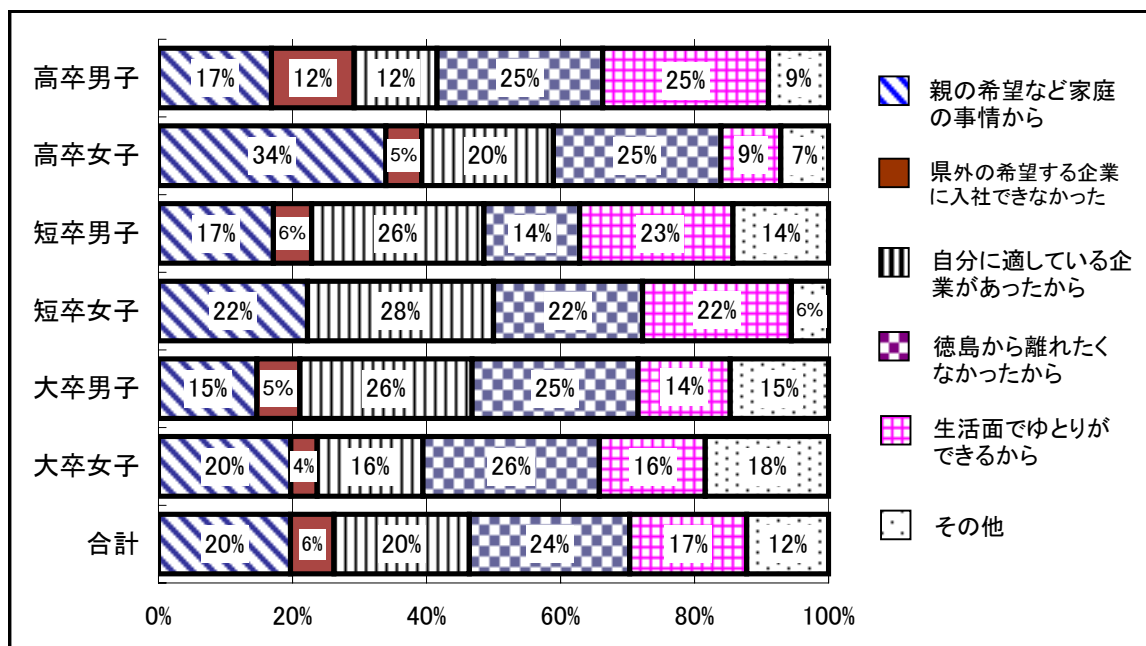 高卒男子 17% 12% 12% 25% 25% 9%
高卒女子 34% 5% 20% 25% 9% 7%
短卒男子 17% 6% 26% 14% 23% 14%
短卒女子 22% 28% 22% 22% 6%
大卒男子 15% 5% 26% 25% 14% 15%
大卒女子 20% 4% 16% 26% 16% 18%
合計 20% 6% 20% 24% 17% 12%
0% 20% 40% 60% 80% 100%
親の希望など家庭
の事情から
県外の希望する企業
に入社できなかった
自分に適している企
業があったから
徳島から離れたく
なかったから
生活面でゆとりが
できるから
その他